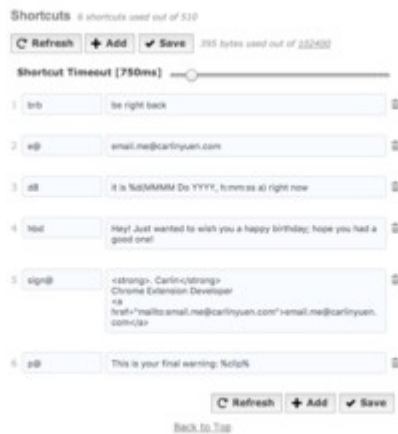 Shortcuts 6 shortcuts used out of 510
Refresh Add Save 395 bytes used out of 102400
Shortcut Timeout [750ms]
1 brb be right back
2 e@ email.me@carlinyuen.com
3 d@ it is %d(MMMM Do YYYY, h:mm:ss a) right now
4 hbd Hey! Just wanted to wish you a happy birthday; hope you had a
good one!
5 sign@ <strong>. Carlin</strong>
Chrome Extension Developer
<a
href="mailto:email.me@carlinyuen.com">email.me@carlinyuen.
com</a>
6 p@ This is your final warning: %clip%
Refresh Add Save
Back to Top